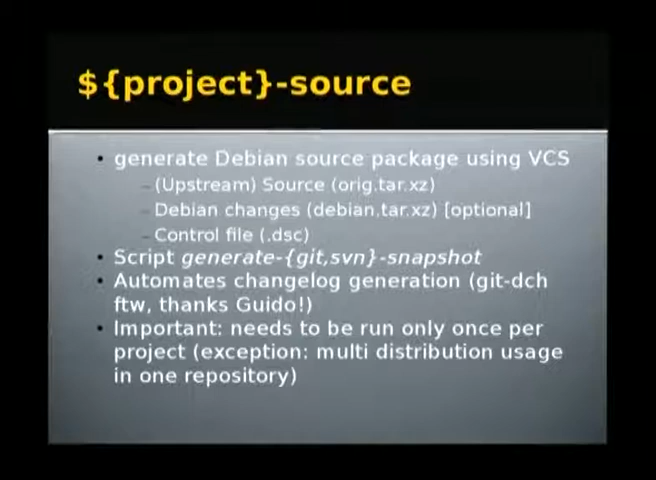 ${project}-source
• generate Debian source package using VCS
– (Upstream) Source (orig.tar.xz)
– Debian changes (debian.tar.xz) [optional]
– Control file (.dsc)
• Script generate-{git,svn}-snapshot
• Automates changelog generation (git-dch
ftw, thanks Guido!)
• Important: needs to be run only once per
project (exception: multi distribution usage
in one repository)